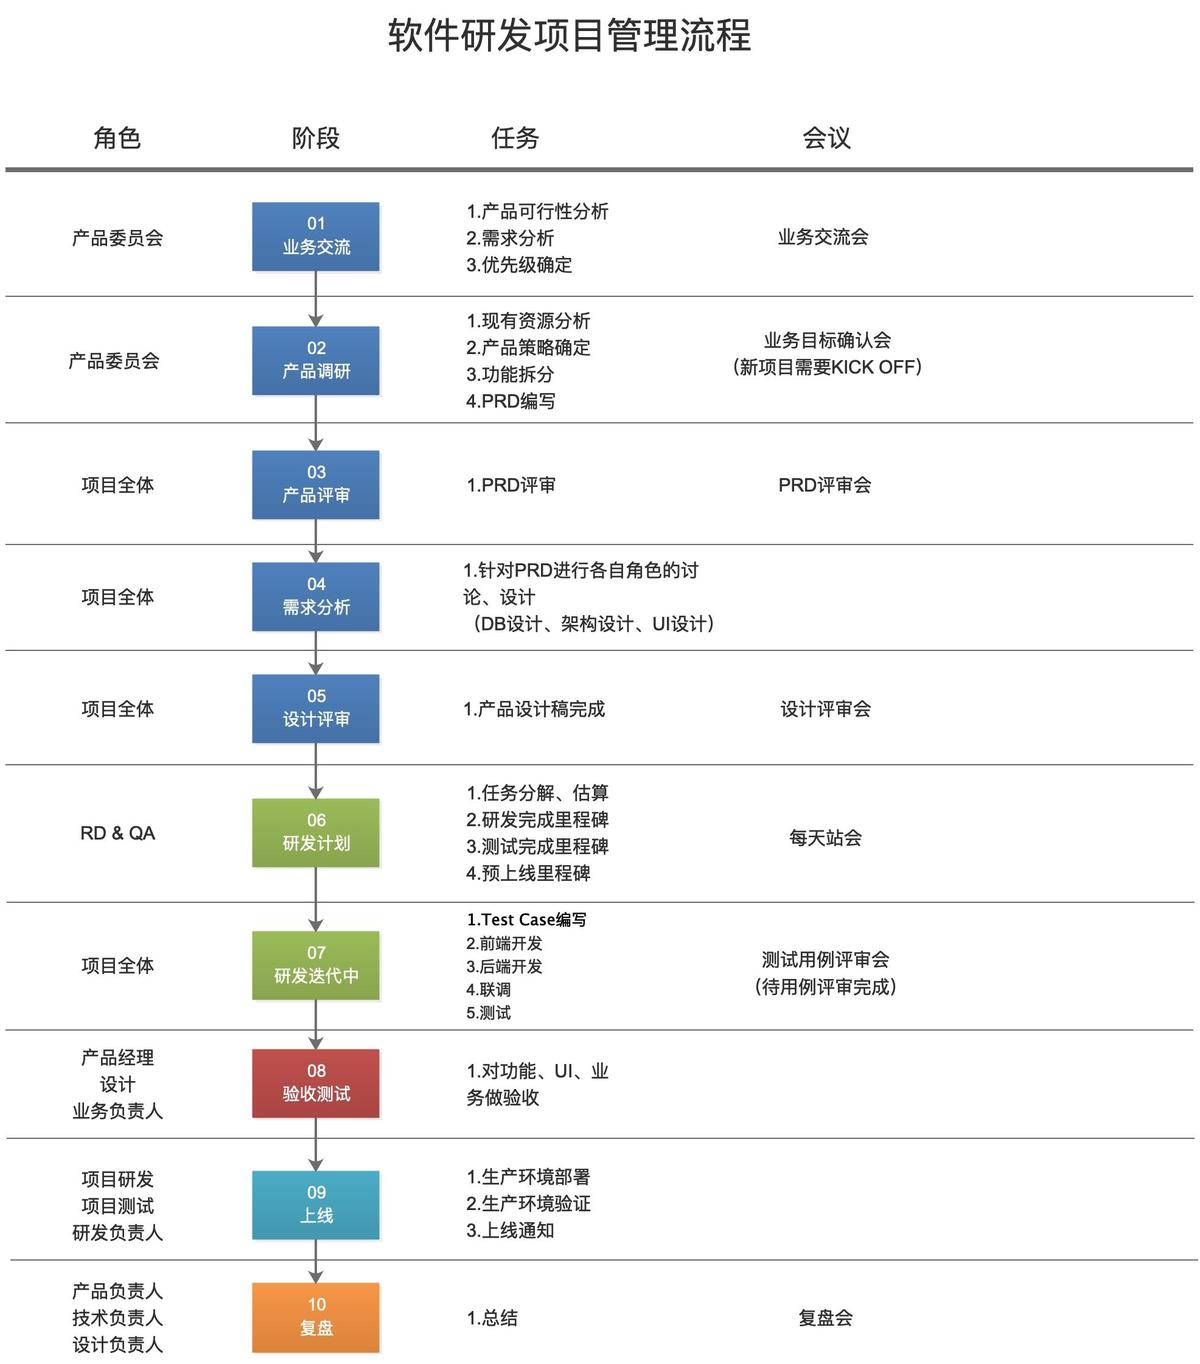 软件研发项目管理流程
角色 阶段 任务 会议
产品委员会
01
业务交流
1.产品可行性分析
2.需求分析
3.优先级确定
业务交流会
产品委员会
02
产品调研
1.现有资源分析
2.产品策略确定
3.功能拆分
4.PRD编写
业务目标确认会
（新项目需要KICK OFF）
项目全体
03
产品评审
1.PRD评审
PRD评审会
项目全体
04
需求分析
1.针对PRD进行各自角色的讨
论、设计
（DB设计、架构设计、UI设计）
项目全体
05
设计评审
1.产品设计稿完成
设计评审会
RD & QA
06
研发计划
1.任务分解、估算
2.研发完成里程碑
3.测试完成里程碑
4.预上线里程碑
每天站会
项目全体
07
研发迭代中
1.Test Case编写
2.前端开发
3.后端开发
4.联调
5.测试
测试用例评审会
（待用例评审完成）
产品经理
设计
业务负责人
08
验收测试
1.对功能、UI、业
务做验收
项目研发
项目测试
研发负责人
09
上线
1.生产环境部署
2.生产环境验证
3.上线通知
产品负责人
技术负责人
设计负责人
10
复盘
1.总结
复盘会